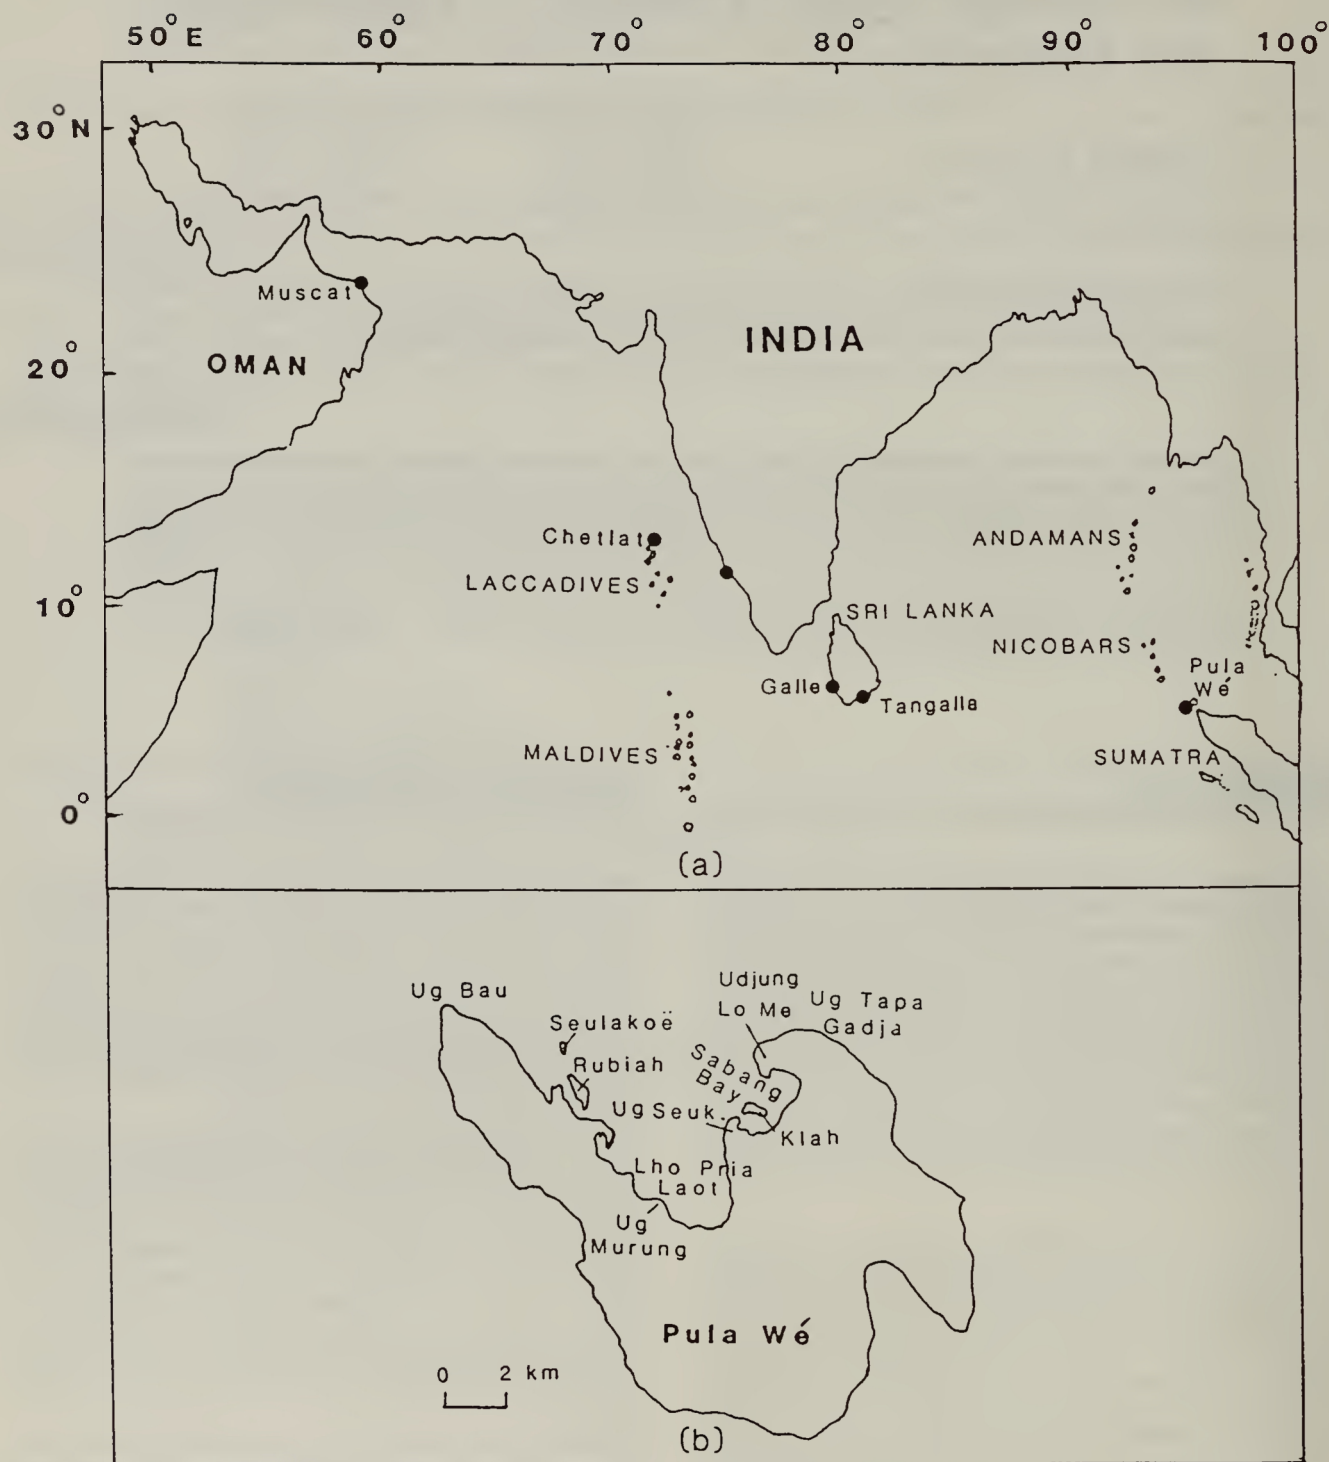 50° E 60° 70° 80° 90° 100°
30° N
Muscat
INDIA
20°
OMAN
Chetlat
ANDAMANS
LACCADIVES
10°
SRI LANKA
NICOBARS
Pula
Wé
Galle
Tangalle
MALDIVES
SUMATRA
0°
(a)
Ug Bau
Udjung
Lo Me
Ug Tapa
Gadja
Seulakoë
Rubiah
Sabang
Bay
Ug Seuk.
Klah
Lho Pria
Laot
Ug
Murung
Pula Wé
0 2 km
(b)